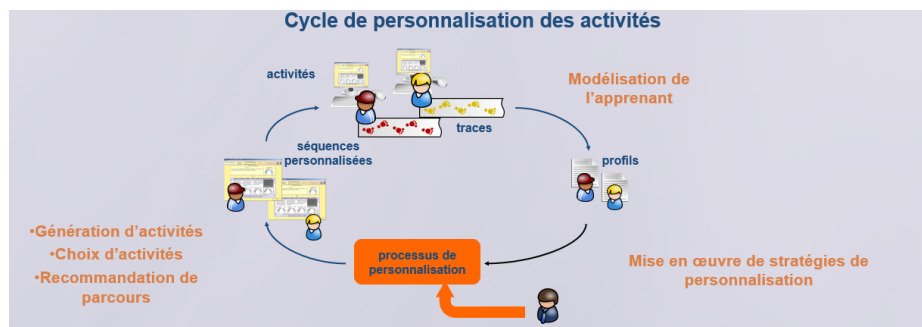 Cycle de personnalisation des activités
activités
Modélisation de
l'apprenant
traces
séquences
personnalisées
profils
•Génération d'activités
•Choix d'activités
•Recommandation de
parcours
processus de
personnalisation
Mise en œuvre de stratégies de
personnalisation